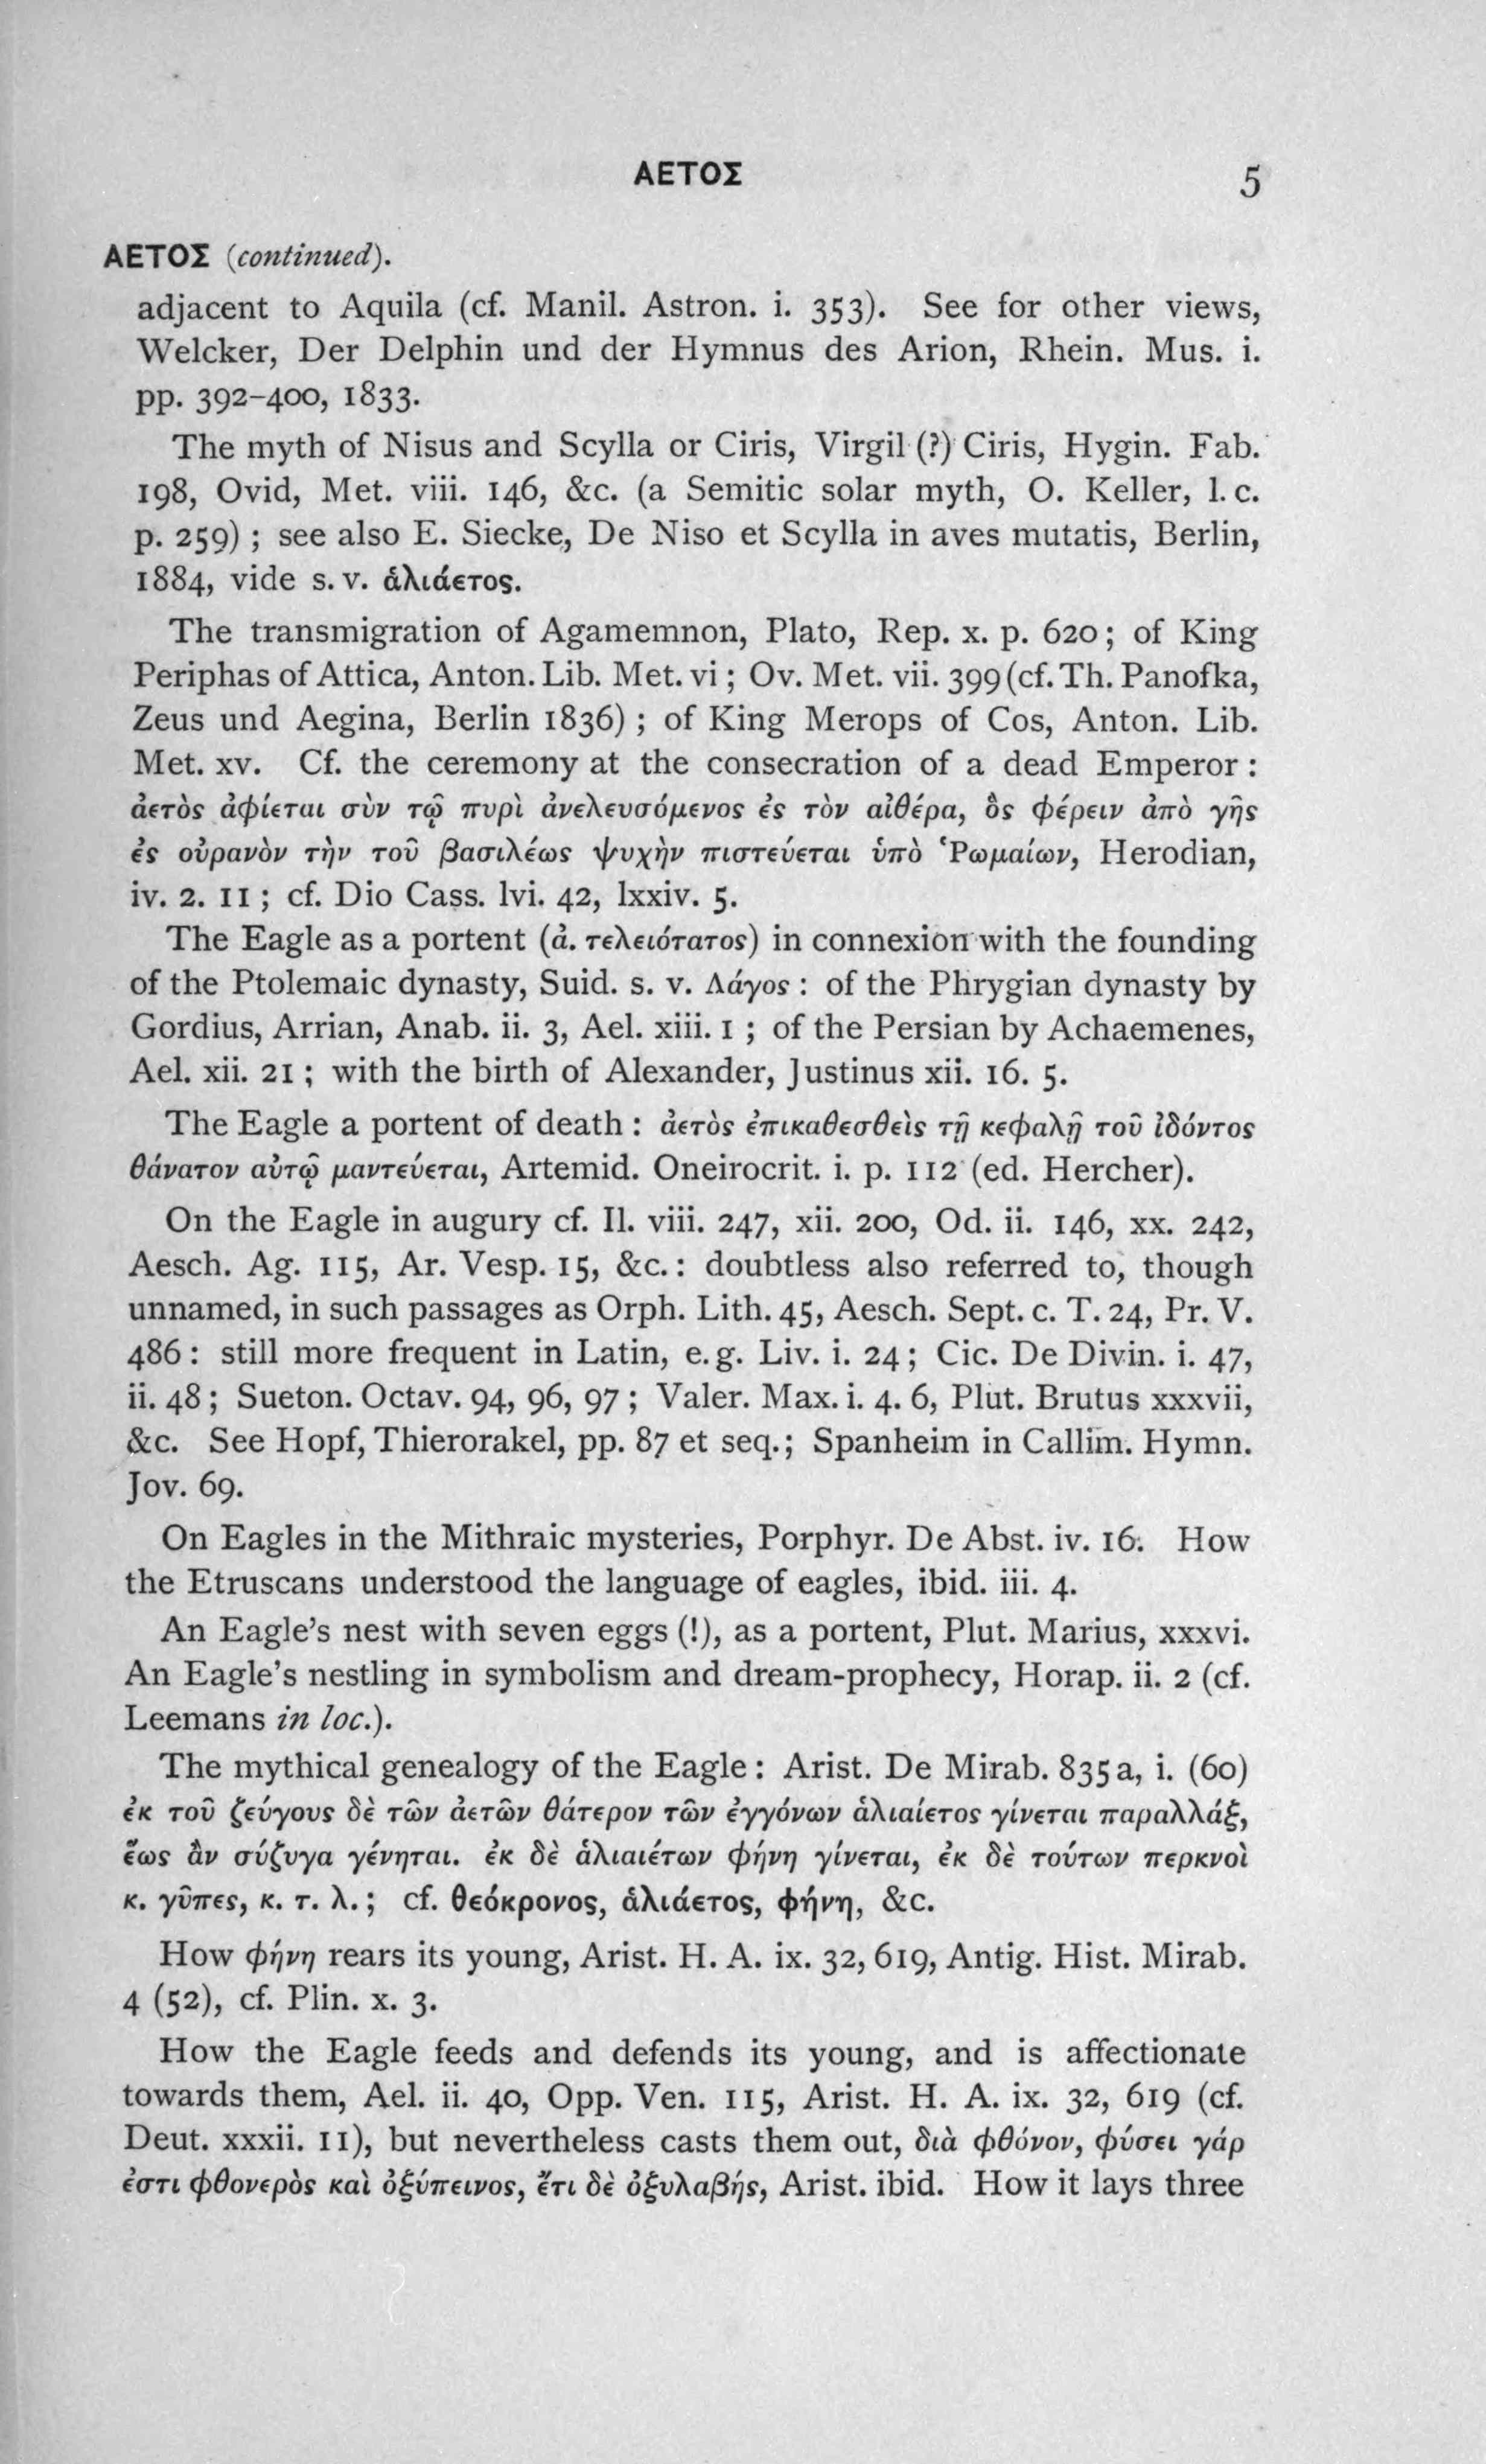 ΑΕΤΟΣ 5
ΑΕΤΟΣ (continued).
adjacent to Aquila (cf. Manil. Astron. i. 353). See for other views,
Welcker, Der Delphin und der Hymnus des Arion, Rhein. Mus. i.
pp. 392–400, 1833.
The myth of Nisus and Scylla or Ciris, Virgil (?) Ciris, Hygin. Fab.
198, Ovid, Met. viii. 146, &c. (a Semitic solar myth, O. Keller, l. c.
p. 259) ; see also E. Siecke, De Niso et Scylla in aves mutatis, Berlin,
1884, vide s. v. ἁλιάετος.
The transmigration of Agamemnon, Plato, Rep. x. p. 620 ; of King
Periphas of Attica, Anton. Lib. Met. vi ; Ov. Met. vii. 399 (cf. Th. Panofka,
Zeus und Aegina, Berlin 1836) ; of King Merops of Cos, Anton. Lib.
Met. xv. Cf. the ceremony at the consecration of a dead Emperor :
ἀετὸς ἀφίεται σὺν τῷ πυρὶ ἀνελευσόμενος ἐς τὸν αἰθέρα, ὃς φέρειν ἀπὸ γῆς
ἐς οὐρανὸν τὴν τοῦ βασιλέως ψυχὴν πιστεύεται ὑπὸ Ῥωμαίων, Herodian,
iv. 2. 11 ; cf. Dio Cass. lvi. 42, lxxiv. 5.
The Eagle as a portent (ἀ. τελειότατος) in connexion with the founding
of the Ptolemaic dynasty, Suid. s. v. Λάγος : of the Phrygian dynasty by
Gordius, Arrian, Anab. ii. 3, Ael. xiii. 1 ; of the Persian by Achaemenes,
Ael. xii. 21 ; with the birth of Alexander, Justinus xii. 16. 5.
The Eagle a portent of death : ἀετὸς ἐπικαθεσθεὶς τῇ κεφαλῇ τοῦ ἰδόντος
θάνατον αὐτῷ μαντεύεται, Artemid. Oneirocrit. i. p. 112 (ed. Hercher).
On the Eagle in augury cf. Il. viii. 247, xii. 200, Od. ii. 146, xx. 242,
Aesch. Ag. 115, Ar. Vesp. 15, &c. : doubtless also referred to, though
unnamed, in such passages as Orph. Lith. 45, Aesch. Sept. c. T. 24, Pr. V.
486 : still more frequent in Latin, e. g. Liv. i. 24 ; Cic. De Divin. i. 47,
ii. 48 ; Sueton. Octav. 94, 96, 97 ; Valer. Max. i. 4. 6, Plut. Brutus xxxvii,
&c. See Hopf, Thierorakel, pp. 87 et seq. ; Spanheim in Callim. Hymn.
Jov. 69.
On Eagles in the Mithraic mysteries, Porphyr. De Abst. iv. 16. How
the Etruscans understood the language of eagles, ibid. iii. 4.
An Eagle's nest with seven eggs (!), as a portent, Plut. Marius, xxxvi.
An Eagle's nestling in symbolism and dream-prophecy, Horap. ii. 2 (cf.
Leemans in loc.).
The mythical genealogy of the Eagle : Arist. De Mirab. 835 a, i. (60)
ἐκ τοῦ ζεύγους δὲ τῶν ἀετῶν θάτερον τῶν ἐγγόνων ἁλιαίετος γίνεται παραλλάξ,
ἕως ἂν σύζυγα γένηται. ἐκ δὲ ἁλιαιέτων φήνη γίνεται, ἐκ δὲ τούτων περκνοὶ
κ. γῦπες, κ. τ. λ. ; cf. θεόκρονος, ἁλιάετος, φήνη, &c.
How φήνη rears its young, Arist. H. A. ix. 32, 619, Antig. Hist. Mirab.
4 (52), cf. Plin. x. 3.
How the Eagle feeds and defends its young, and is affectionate
towards them, Ael. ii. 40, Opp. Ven. 115, Arist. H. A. ix. 32, 619 (cf.
Deut. xxxii. 11), but nevertheless casts them out, διὰ φθόνον, φύσει γάρ
ἐστι φθονερὸς καὶ ὀξύπεινος, ἔτι δὲ ὀξυλαβής, Arist. ibid. How it lays three